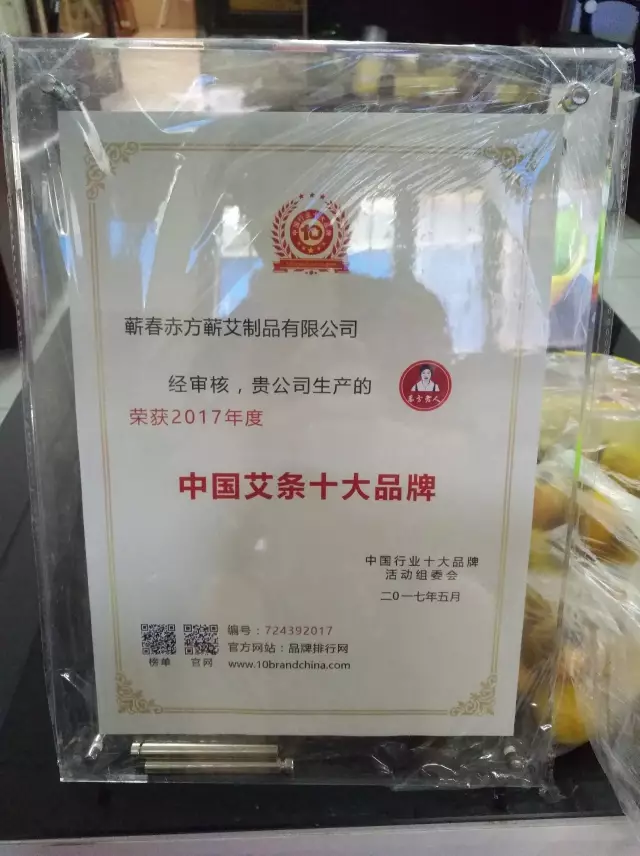 10
蕲春赤方蕲艾制品有限公司
经审核，贵公司生产的
荣获2017年度
中国艾条十大品牌
中国行业十大品牌
活动组委会
二0一七年五月
编号：724392017
官方网站：品牌排行网
www.10brandchina.com
榜单 官网